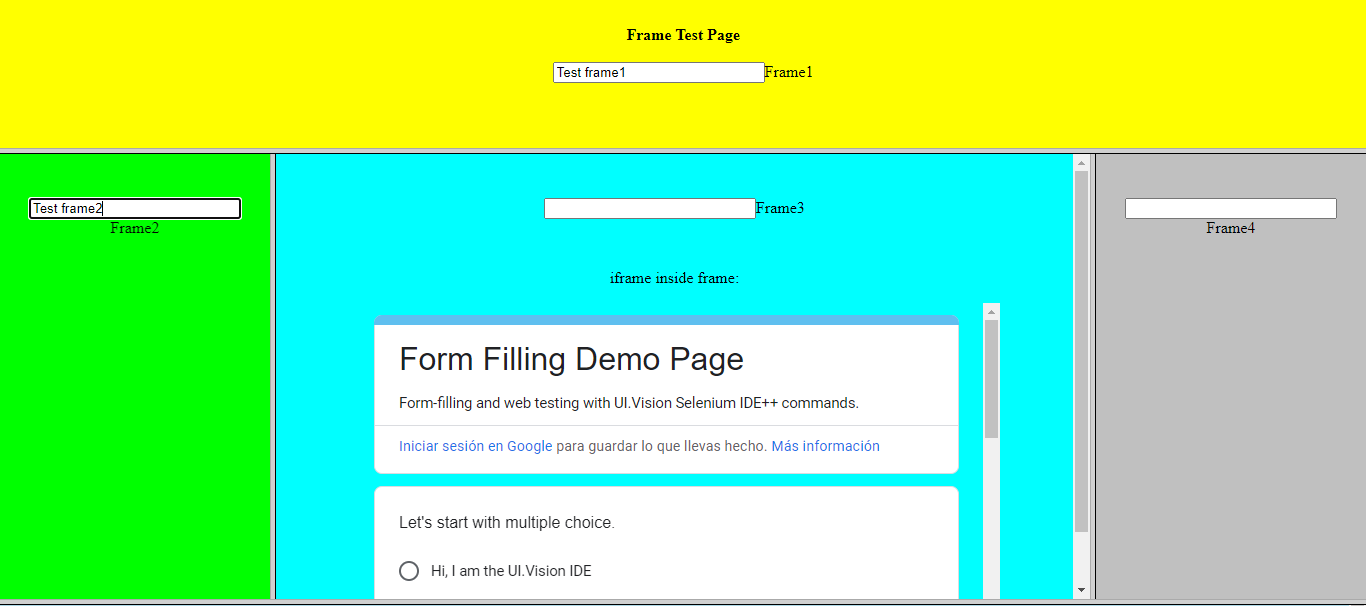 Frame Test Page
Test frame1 Frame1
Test frame2
Frame2
Frame3
iframe inside frame:
Form Filling Demo Page
Form-filling and web testing with UI.Vision Selenium IDE++ commands.
Iniciar sesión en Google para guardar lo que llevas hecho. Más información
Let's start with multiple choice.
Hi, I am the UI.Vision IDE
Frame4